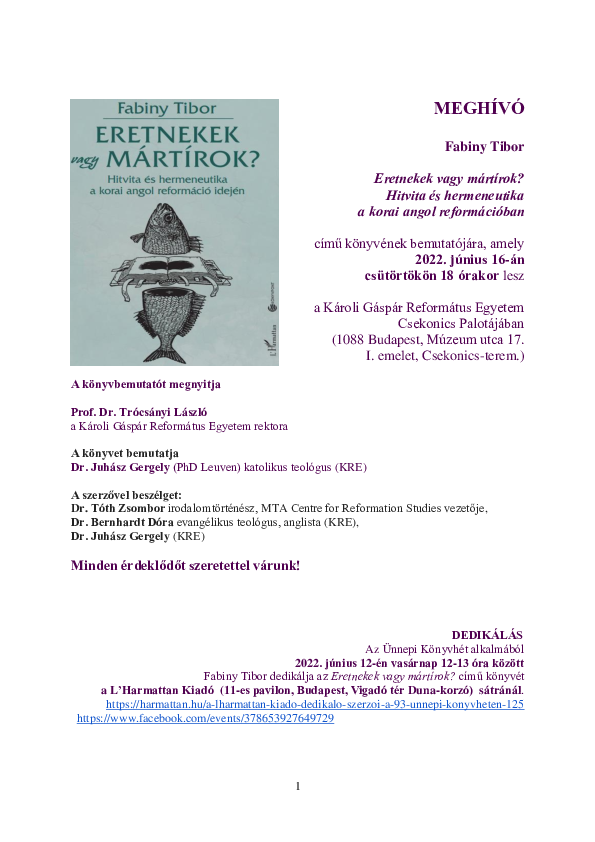 Fabiny Tibor
ERETNEKEK
vagy MÁRTÍROK?
Hitvita és hermeneutika
a korai angol reformáció idején
L'Harmattan
MEGHÍVÓ
Fabiny Tibor
Eretnekek vagy mártírok?
Hitvita és hermeneutika
a korai angol reformációban
című könyvének bemutatójára, amely
2022. június 16-án
csütörtökön 18 órakor lesz
a Károli Gáspár Református Egyetem
Csekonics Palotájában
(1088 Budapest, Múzeum utca 17.
I. emelet, Csekonics-terem.)
A könyvbemutatót megnyitja
Prof. Dr. Trócsányi László
a Károli Gáspár Református Egyetem rektora
A könyvet bemutatja
Dr. Juhász Gergely (PhD Leuven) katolikus teológus (KRE)
A szerzővel beszélget:
Dr. Tóth Zsombor irodalomtörténész, MTA Centre for Reformation Studies vezetője,
Dr. Bernhardt Dóra evangélikus teológus, anglista (KRE),
Dr. Juhász Gergely (KRE)
Minden érdeklődőt szeretettel várunk!
DEDIKÁLÁS
Az Ünnepi Könyvhét alkalmából
2022. június 12-én vasárnap 12-13 óra között
Fabiny Tibor dedikálja az Eretnekek vagy mártírok? című könyvét
a L'Harmattan Kiadó (11-es pavilon, Budapest, Vigadó tér Duna-korzó) sátránál.
https://harmattan.hu/a-lharmattan-kiado-dedikalo-szerzoi-a-93-unnepi-konyvheten-125
https://www.facebook.com/events/378653927649729
1